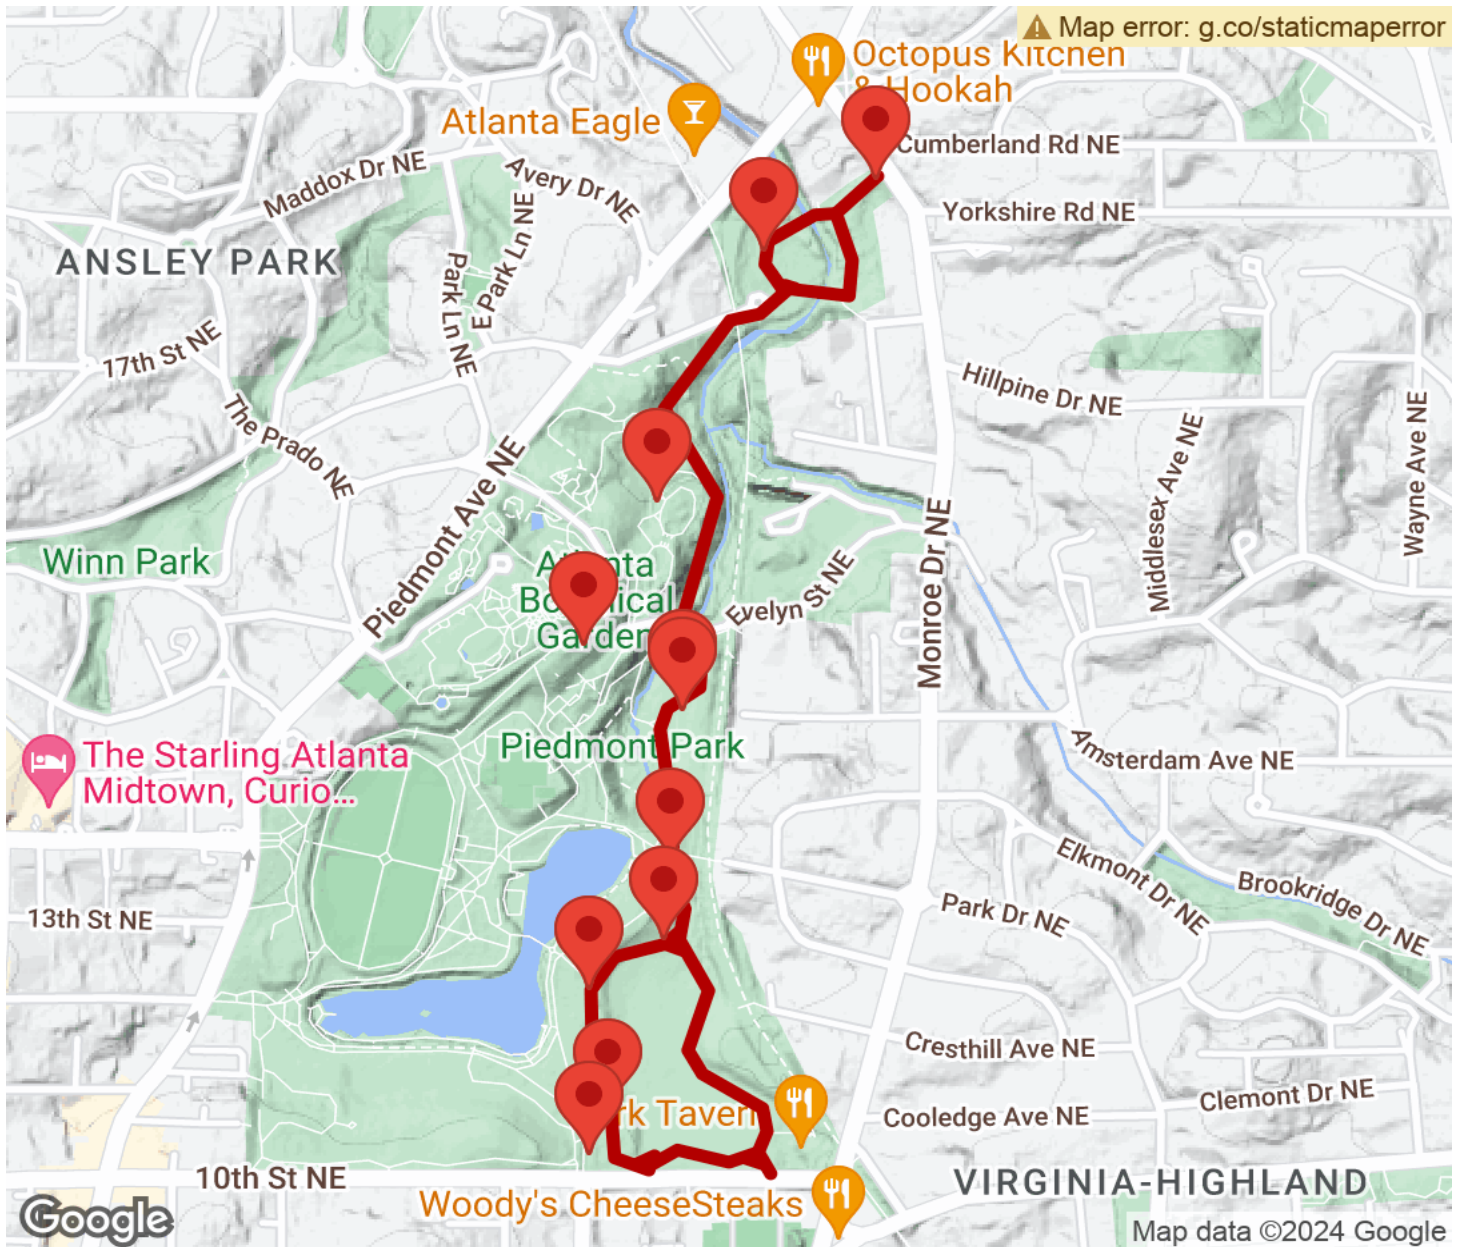 Map error: g.co/staticmaperror
Octopus Kitchen
& Hookah
Atlanta Eagle
Cumberland Rd NE
Maddox Dr NE
Avery Dr NE
Yorkshire Rd NE
ANSLEY PARK
Park Ln NE
E Park Ln NE
17th St NE
Hillpine Dr NE
The Prado NE
Piedmont Ave NE
Middlesex Ave NE
Wayne Ave NE
Winn Park
Atlanta
Botanical
Garden
Evelyn St NE
Monroe Dr NE
Piedmont Park
The Starling Atlanta
Midtown, Curio...
Amsterdam Ave NE
Elkmont Dr NE
Brookridge Dr NE
13th St NE
Park Dr NE
Cresthill Ave NE
Clemont Dr NE
rk Tavern
Cooledge Ave NE
10th St NE
VIRGINIA-HIGHLAND
Woody's CheeseSteaks
Google
Map data ©2024 Google